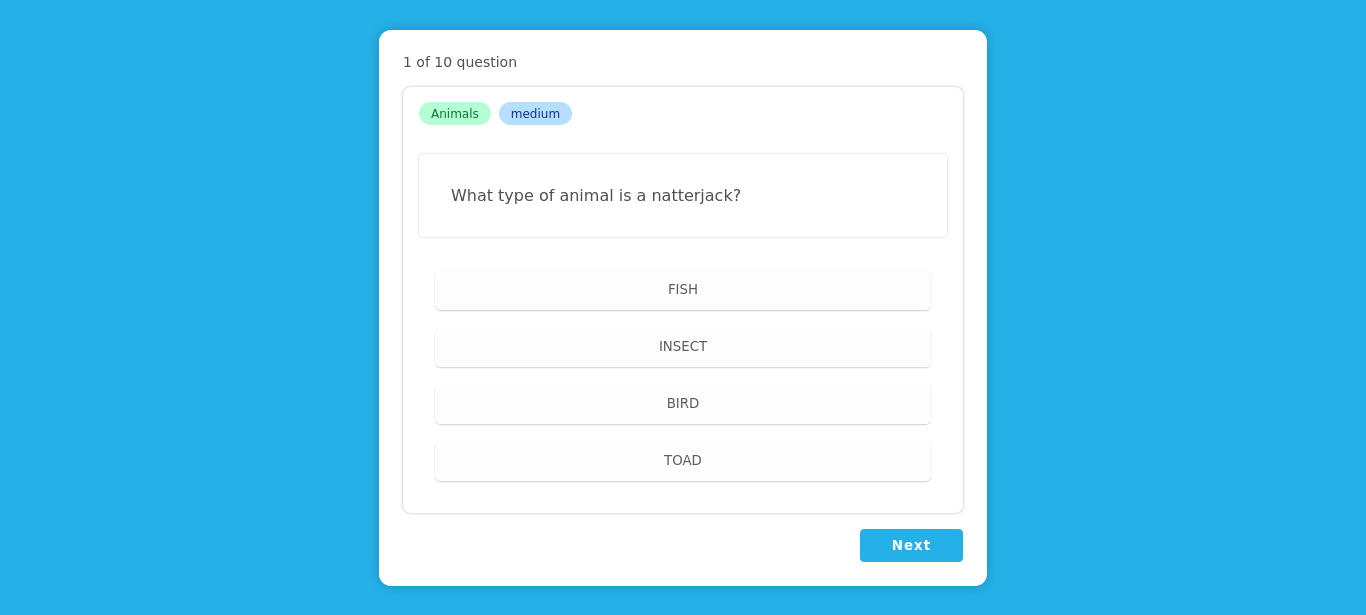 1 of 10 question
Animals medium
What type of animal is a natterjack?
FISH
INSECT
BIRD
TOAD
Next